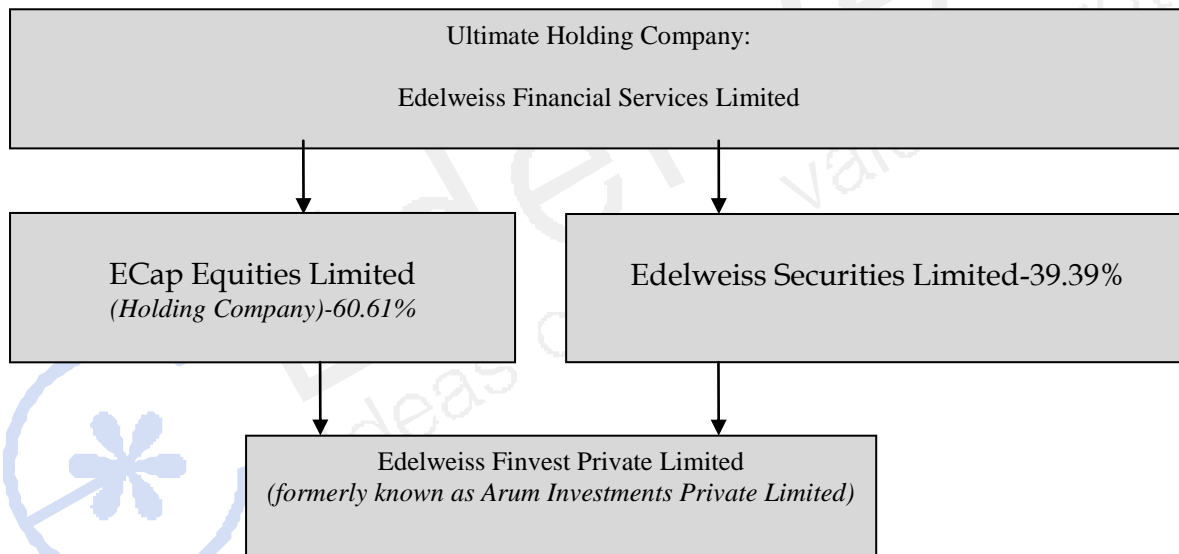 Ultimate Holding Company:
Edelweiss Financial Services Limited
ECap Equities Limited
(Holding Company)-60.61%
Edelweiss Securities Limited-39.39%
Edelweiss Finvest Private Limited
(formerly known as Arum Investments Private Limited)